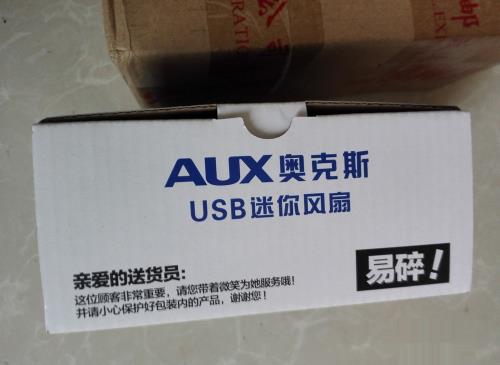 AUX奥克斯
USB迷你风扇
亲爱的送货员:
这位顾客非常重要，请您带着微笑为她服务哦!
并请小心保护好包装内的产品，谢谢您!
易碎!